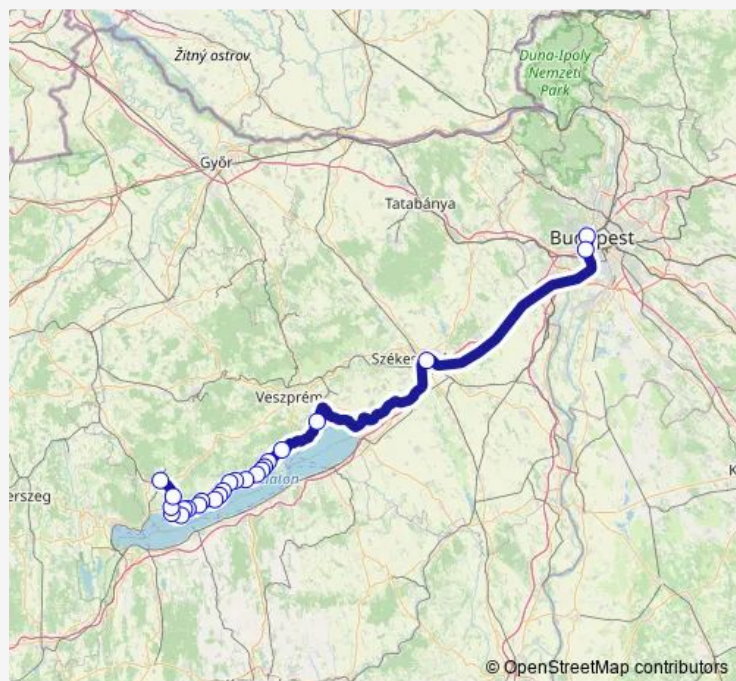 Žitný ostrov
Duna-Ipoly
Nemzeti
Park
Győr
Tatabánya
Budapest
Székes
Veszprém
erszeg
laton
K
© OpenStreetMap contributors